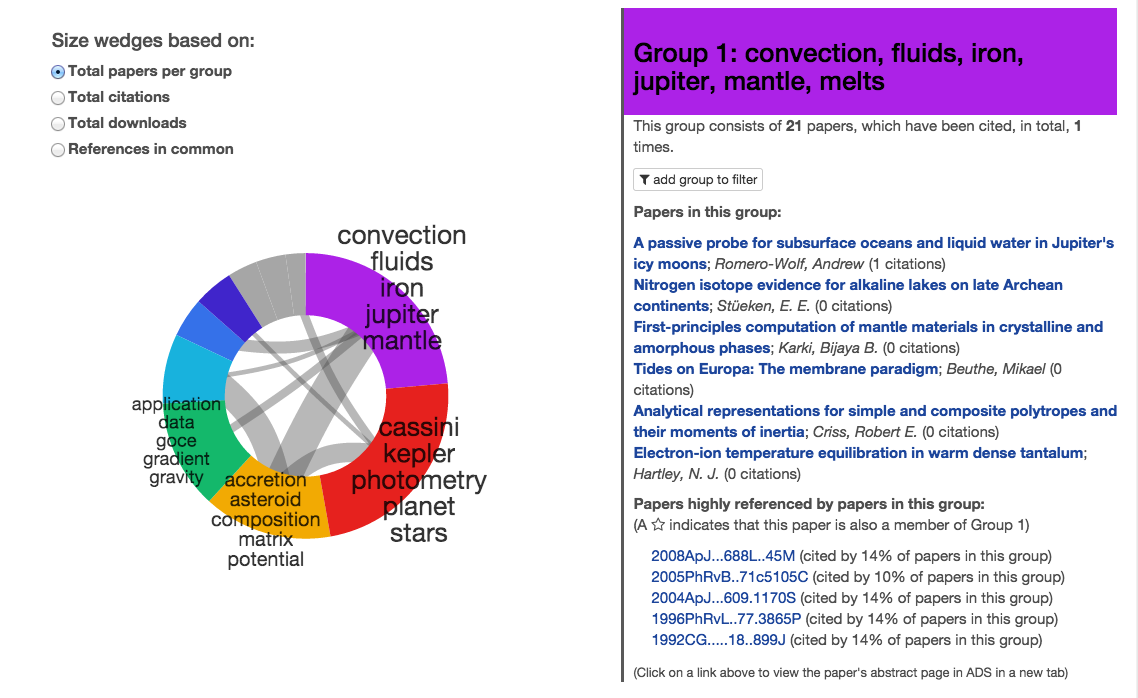 Size wedges based on:
Total papers per group
Total citations
Total downloads
References in common
convection
fluids
iron
jupiter
mantle
cassini
kepler
photometry
planet
stars
accretion
asteroid
composition
matrix
potential
application
data
goce
gradient
gravity
Group 1: convection, fluids, iron,
jupiter, mantle, melts
This group consists of 21 papers, which have been cited, in total, 1
times.
add group to filter
Papers in this group:
A passive probe for subsurface oceans and liquid water in Jupiter's
icy moons; Romero-Wolf, Andrew (1 citations)
Nitrogen isotope evidence for alkaline lakes on late Archean
continents; Stüeken, E. E. (0 citations)
First-principles computation of mantle materials in crystalline and
amorphous phases; Karki, Bijaya B. (0 citations)
Tides on Europa: The membrane paradigm; Beuthe, Mikael (0
citations)
Analytical representations for simple and composite polytropes and
their moments of inertia; Criss, Robert E. (0 citations)
Electron-ion temperature equilibration in warm dense tantalum;
Hartley, N. J. (0 citations)
Papers highly referenced by papers in this group:
(A ☆ indicates that this paper is also a member of Group 1)
2008ApJ...688L..45M (cited by 14% of papers in this group)
2005PhRvB..71c5105C (cited by 10% of papers in this group)
2004ApJ...609.1170S (cited by 14% of papers in this group)
1996PhRvL..77.3865P (cited by 14% of papers in this group)
1992CG.....18..899J (cited by 14% of papers in this group)
(Click on a link above to view the paper's abstract page in ADS in a new tab)